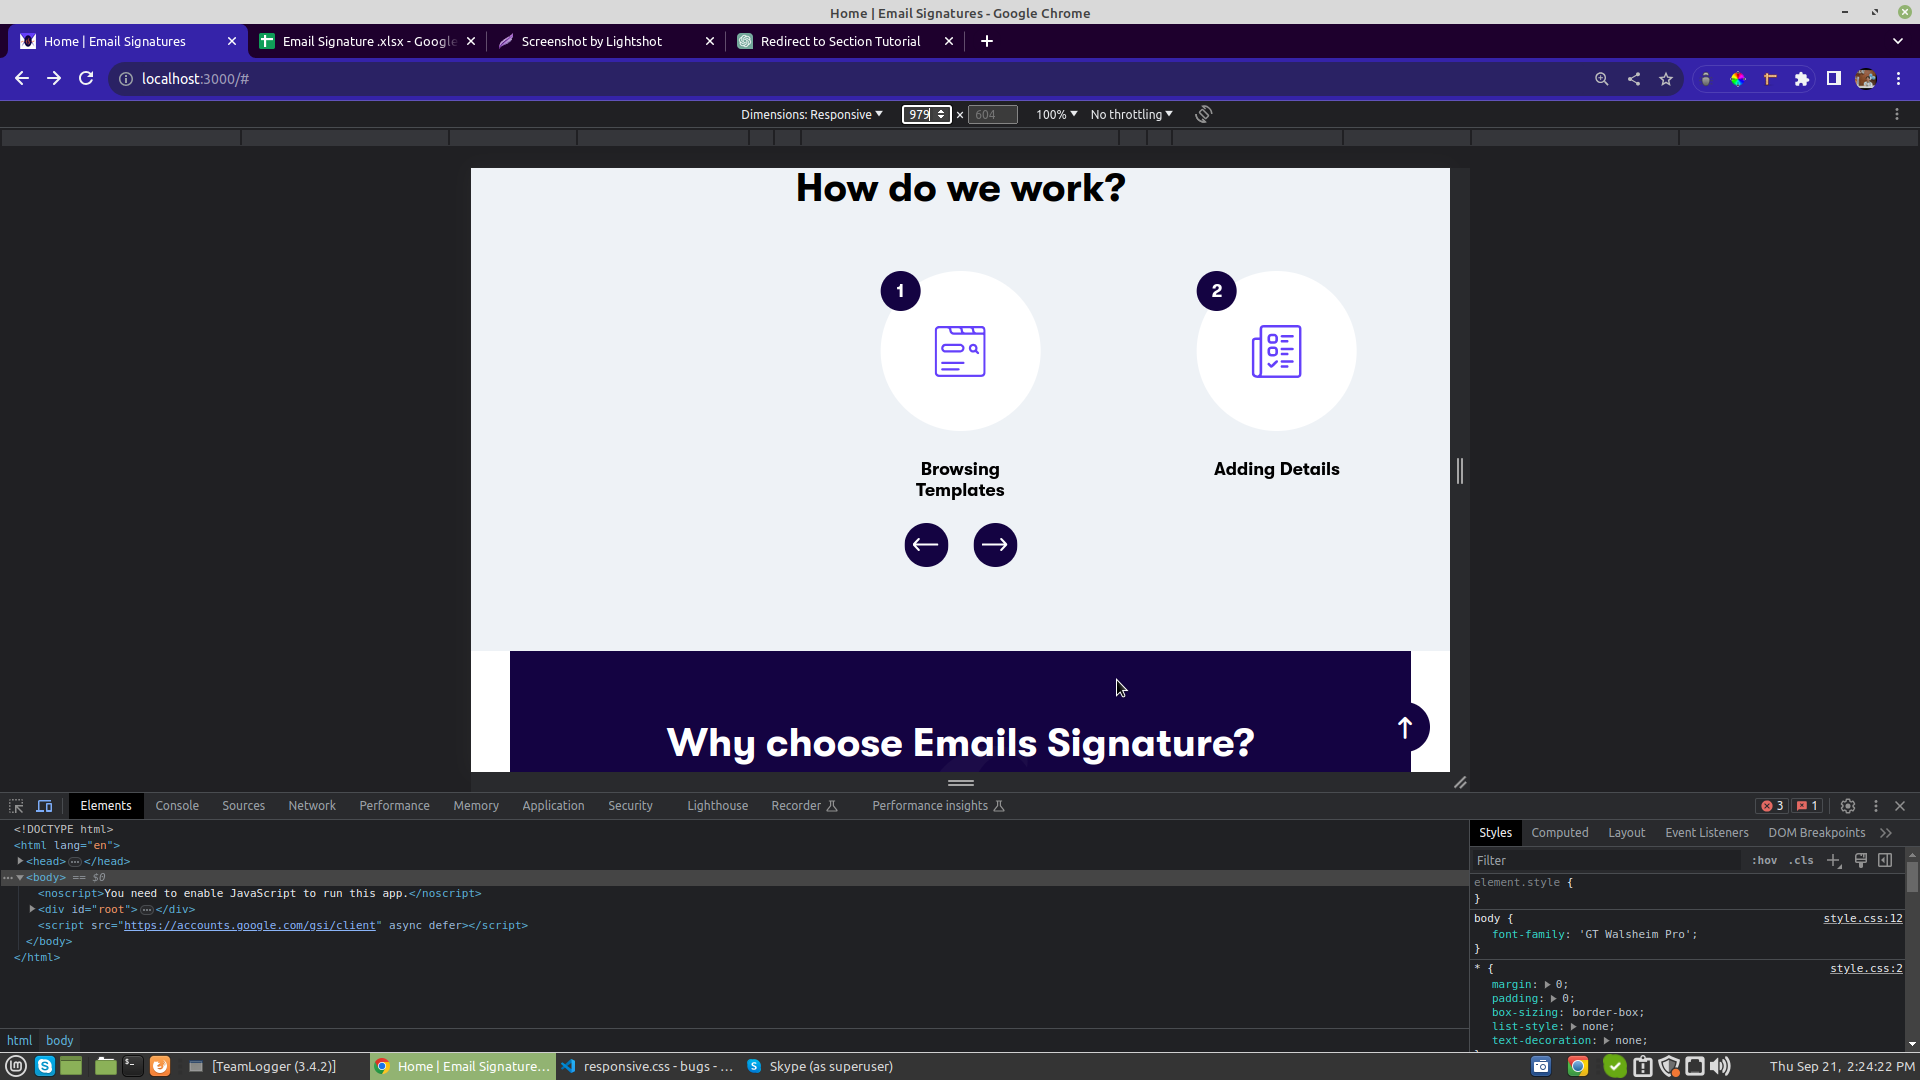 Home | Email Signatures - Google Chrome
Home | Email Signatures
Email Signature .xlsx - Google
Screenshot by Lightshot
Redirect to Section Tutorial
localhost:3000/#
Dimensions: Responsive 979 × 604 100% No throttling
How do we work?
1
2
Browsing
Templates
Adding Details
Why choose Emails Signature?
Elements Console Sources Network Performance Memory Application Security Lighthouse Recorder Performance insights 3 1
<!DOCTYPE html>
<html lang="en">
<head> … </head>
<body> == $0
<noscript>You need to enable JavaScript to run this app.</noscript>
<div id="root"> … </div>
<script src="https://accounts.google.com/gsi/client" async defer></script>
</body>
</html>
html body
Styles Computed Layout Event Listeners DOM Breakpoints
Filter :hov .cls
element.style {
}
body { style.css:12
font-family: 'GT Walsheim Pro';
}
* { style.css:2
margin: 0;
padding: 0;
box-sizing: border-box;
list-style: none;
text-decoration: none;
[TeamLogger (3.4.2)]
Home | Email Signature...
responsive.css - bugs - ...
Skype (as superuser)
Thu Sep 21, 2:24:22 PM